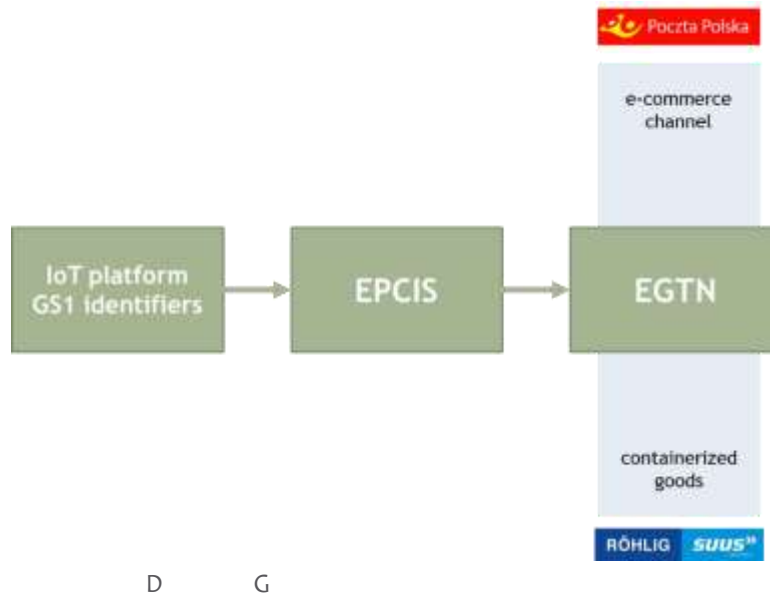 Poczta Polska
e-commerce
channel
IoT platform
GS1 identifiers
EPCIS
EGTN
containerized
goods
RÖHLIG SUUS
D G